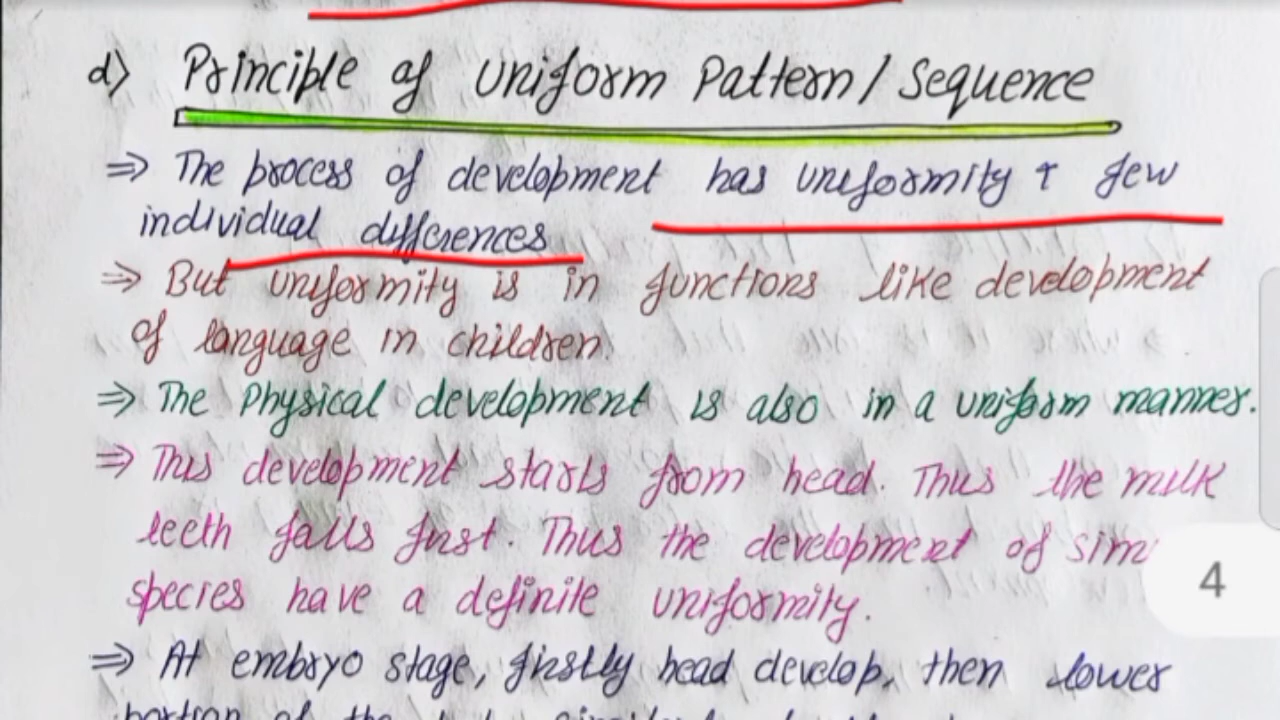 d) Principle of Uniform Pattern / Sequence
⇒ The process of development has uniformity & few
individual differences
⇒ But uniformity is in functions like development
of language in children.
⇒ The Physical development is also in a uniform manner.
⇒ This development starts from head. Thus the milk
teeth falls first. Thus the development of sim
species have a definite uniformity.
⇒ At embryo stage, firstly head develop, then lower
portion of the
4